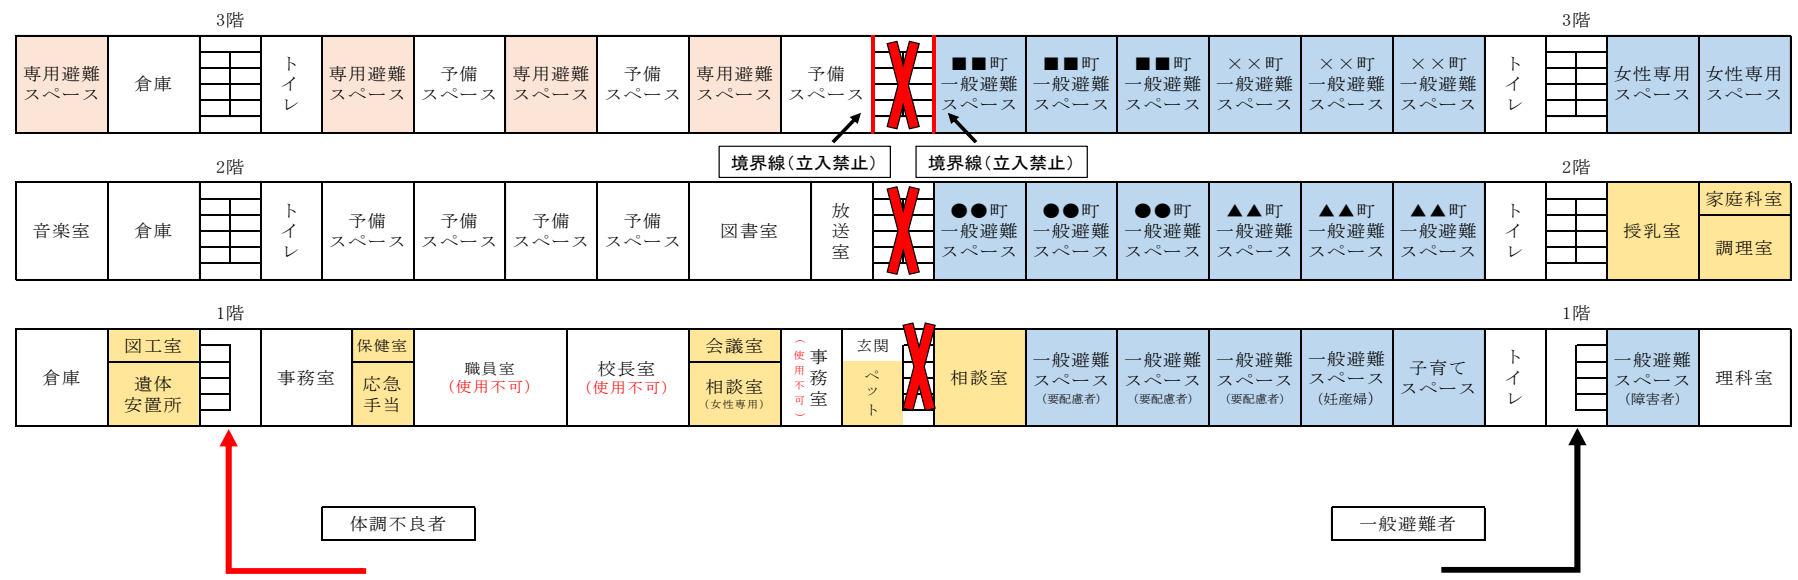 3階
3階
専用避難
スペース
倉庫
トイレ
専用避難
スペース
予備
スペース
専用避難
スペース
予備
スペース
専用避難
スペース
予備
スペース
■■町
一般避難
スペース
■■町
一般避難
スペース
■■町
一般避難
スペース
××町
一般避難
スペース
××町
一般避難
スペース
××町
一般避難
スペース
トイレ
女性専用
スペース
女性専用
スペース
境界線(立入禁止)
境界線(立入禁止)
2階
2階
音楽室
倉庫
トイレ
予備
スペース
予備
スペース
予備
スペース
予備
スペース
図書室
放送室
●●町
一般避難
スペース
●●町
一般避難
スペース
●●町
一般避難
スペース
▲▲町
一般避難
スペース
▲▲町
一般避難
スペース
▲▲町
一般避難
スペース
トイレ
授乳室
家庭科室
調理室
1階
1階
倉庫
図工室
遺体
安置所
事務室
保健室
応急
手当
職員室
(使用不可)
校長室
(使用不可)
会議室
相談室
(女性専用)
事務室
(使用不可)
玄関
ペット
相談室
一般避難
スペース
(要配慮者)
一般避難
スペース
(要配慮者)
一般避難
スペース
(要配慮者)
一般避難
スペース
(妊産婦)
子育て
スペース
トイレ
一般避難
スペース
(障害者)
理科室
体調不良者
一般避難者